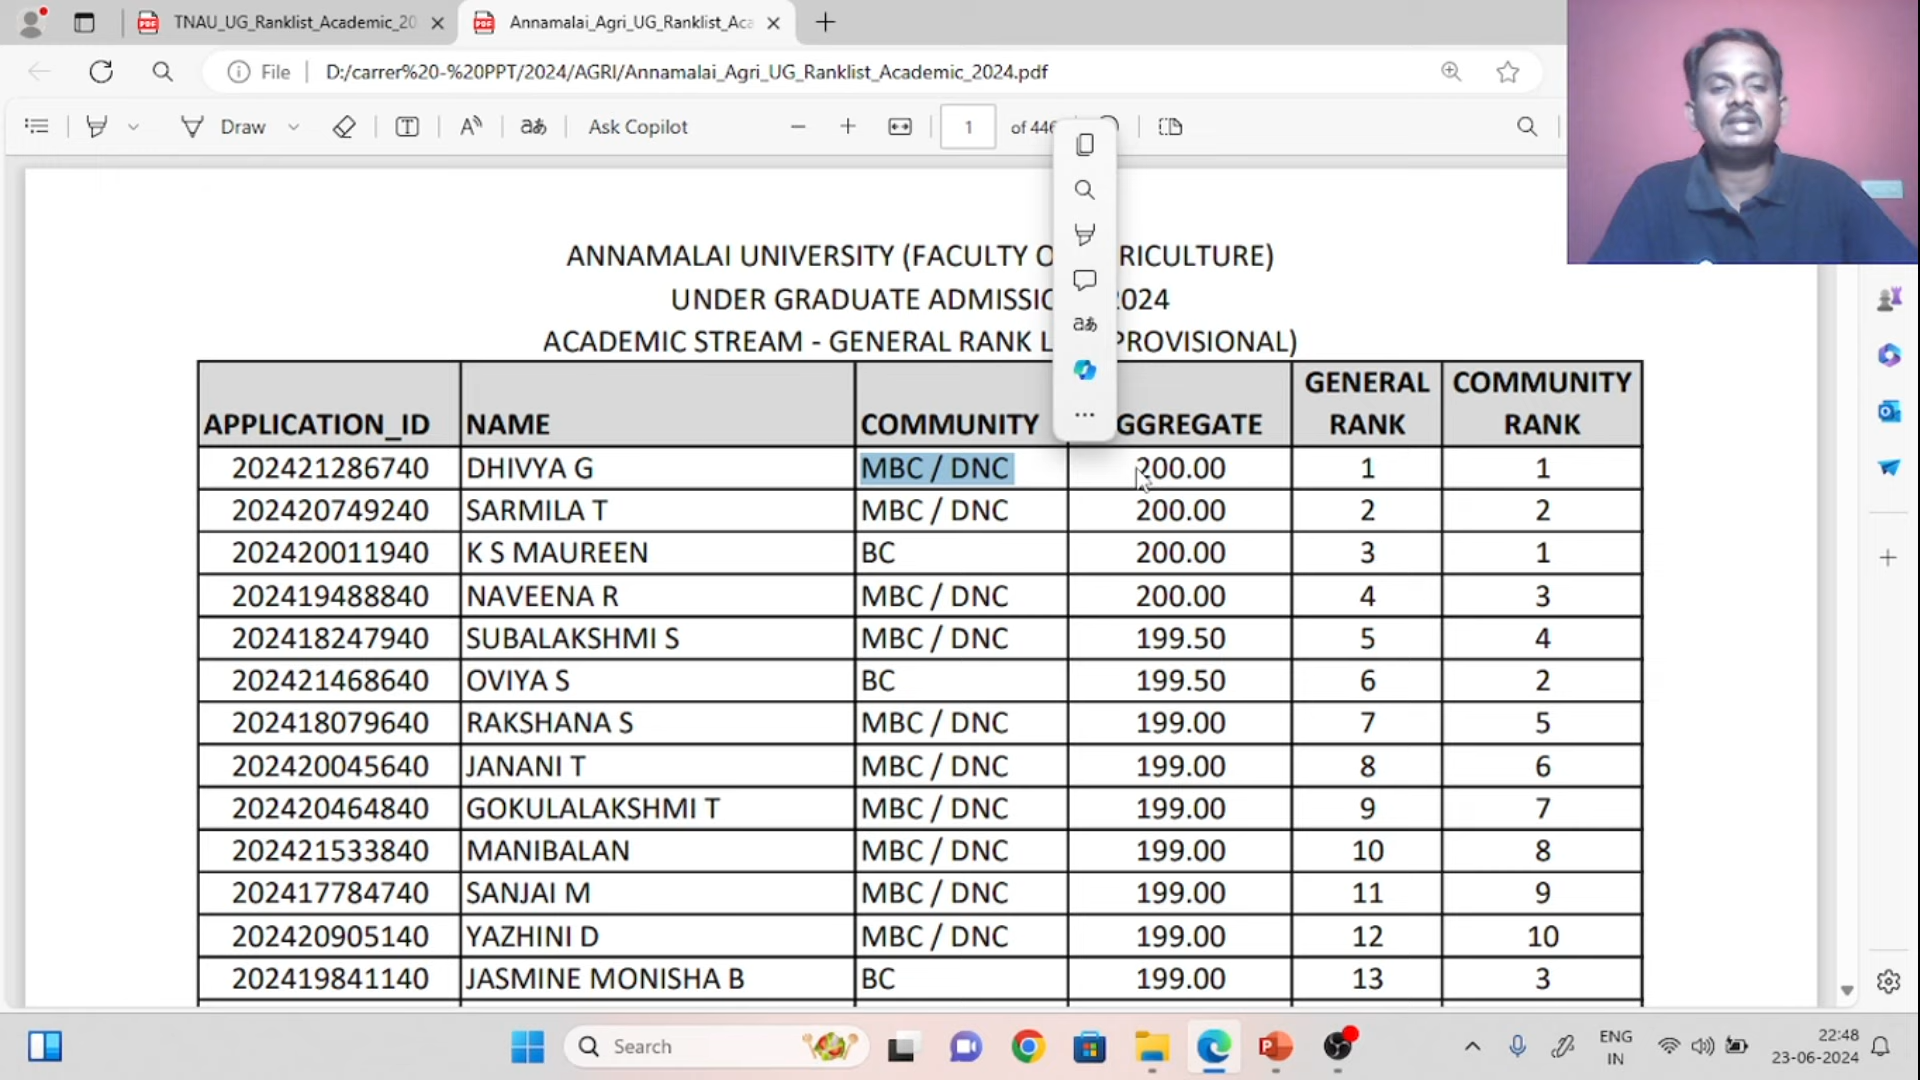 TNAU_UG_Ranklist_Academic_20
Annamalai_Agri_UG_Ranklist_Aca
File
D:/carrer%20-%20PPT/2024/AGRI/Annamalai_Agri_UG_Ranklist_Academic_2024.pdf
Draw
Ask Copilot
1
of 446
ANNAMALAI UNIVERSITY (FACULTY O RICULTURE)
UNDER GRADUATE ADMISSIO 2024
ACADEMIC STREAM - GENERAL RANK L PROVISIONAL)
APPLICATION_ID NAME COMMUNITY GGREGATE GENERAL RANK COMMUNITY RANK
202421286740 DHIVYA G MBC / DNC 200.00 1 1
202420749240 SARMILA T MBC / DNC 200.00 2 2
202420011940 K S MAUREEN BC 200.00 3 1
202419488840 NAVEENA R MBC / DNC 200.00 4 3
202418247940 SUBALAKSHMI S MBC / DNC 199.50 5 4
202421468640 OVIYA S BC 199.50 6 2
202418079640 RAKSHANA S MBC / DNC 199.00 7 5
202420045640 JANANI T MBC / DNC 199.00 8 6
202420464840 GOKULALAKSHMI T MBC / DNC 199.00 9 7
202421533840 MANIBALAN MBC / DNC 199.00 10 8
202417784740 SANJAI M MBC / DNC 199.00 11 9
202420905140 YAZHINI D MBC / DNC 199.00 12 10
202419841140 JASMINE MONISHA B BC 199.00 13 3
Search
ENG
IN
22:48
23-06-2024